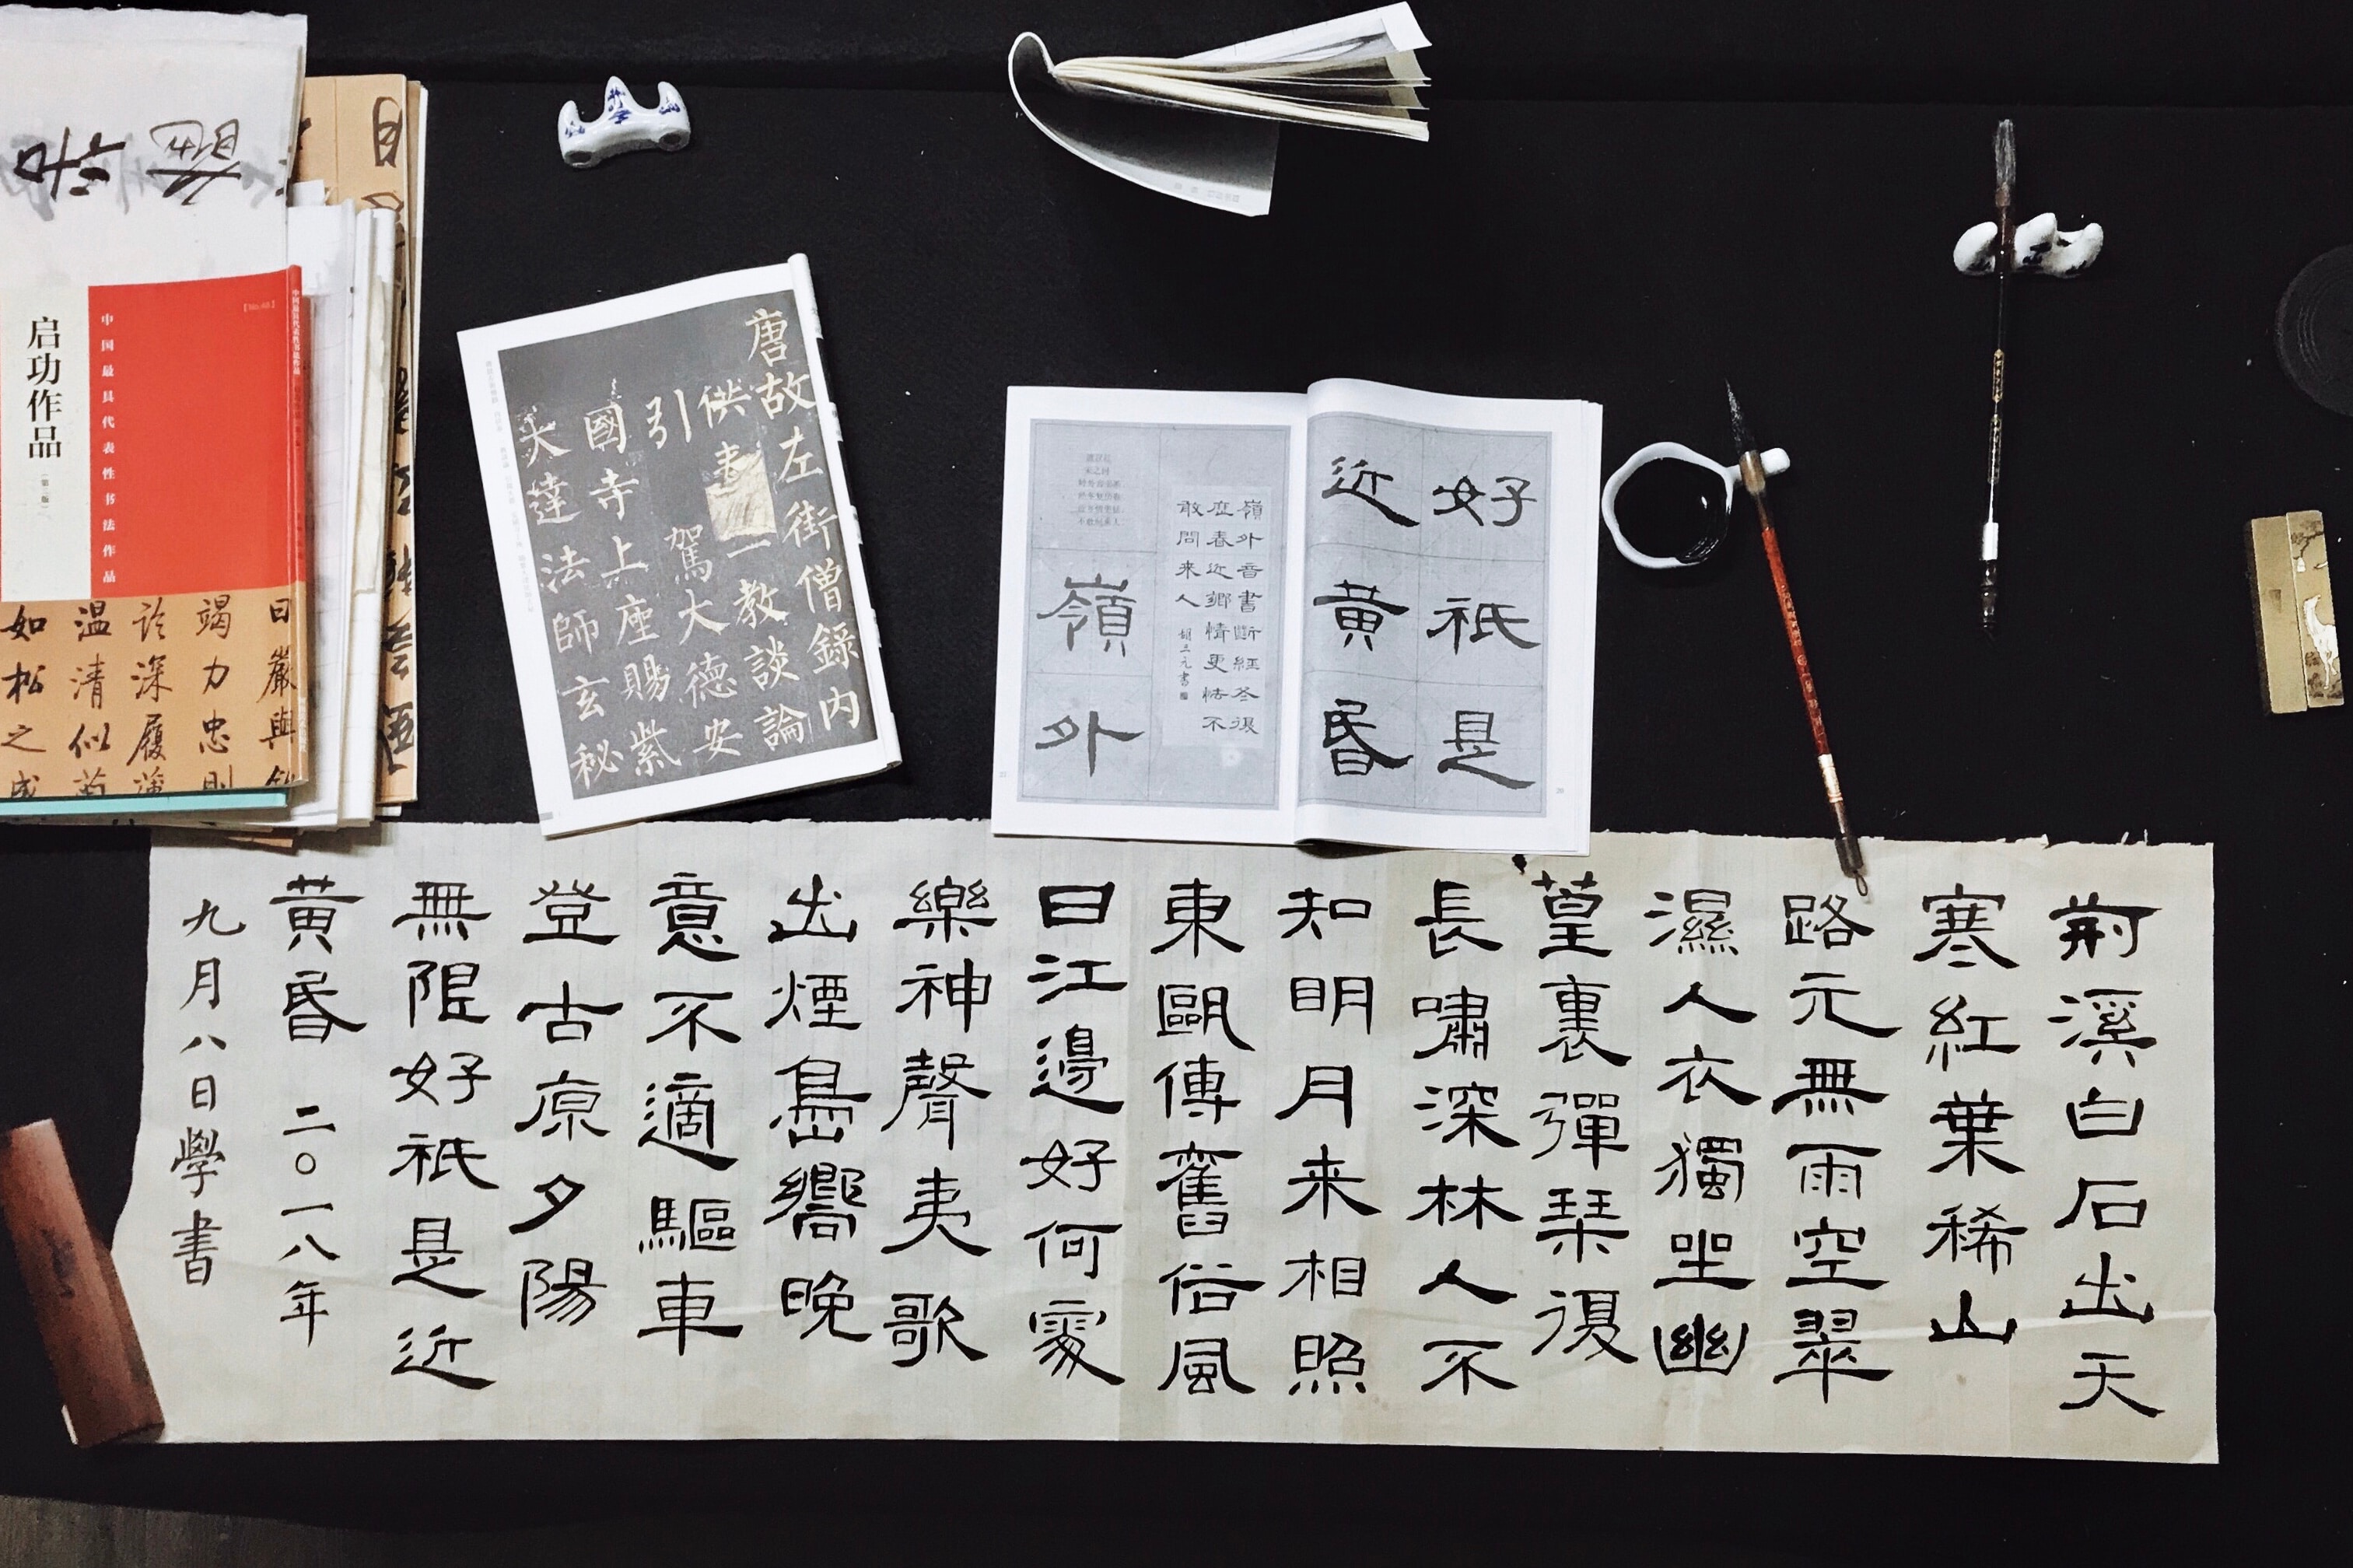 荊溪白石出天
寒紅葉稀山
路元無雨空翠
濕人衣獨坐幽
篁裏彈琹復
長嘯深林人不
知明月来相照
東甌傳舊俗風
日江邊好何處
樂神聲夷歌
出煙島嚮晚
意不適驅車
登古原夕陽
無限好祇是近
黄昏 二〇一八年
九月八日學書
好祇是
近黄昏
嶺外音書斷經冬復
歷春近鄉情更怯不
敢問来人
嶺外
唐故左街僧錄内
供奉三教談論
引駕大德安
國寺上座賜紫
大達法師玄秘
启功作品
中国最具代表性书法作品
日嚴與
竭力忠則
深履薄
温清似
如松之